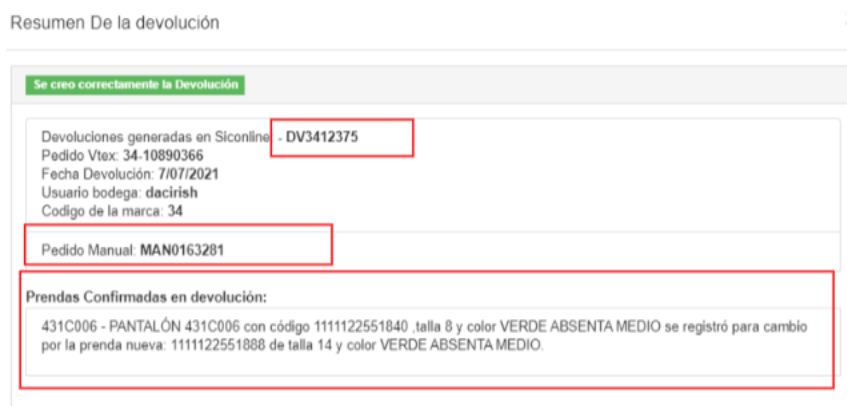 Resumen De la devolución
Se creo correctamente la Devolución
Devoluciones generadas en Siconline: - DV3412375
Pedido Vtex: 34-10890366
Fecha Devolución: 7/07/2021
Usuario bodega: dacirish
Codigo de la marca: 34
Pedido Manual: MAN0163281
Prendas Confirmadas en devolución:
431C006 - PANTALÓN 431C006 con código 1111122551840 ,talla 8 y color VERDE ABSENTA MEDIO se registró para cambio
por la prenda nueva: 1111122551888 de talla 14 y color VERDE ABSENTA MEDIO.